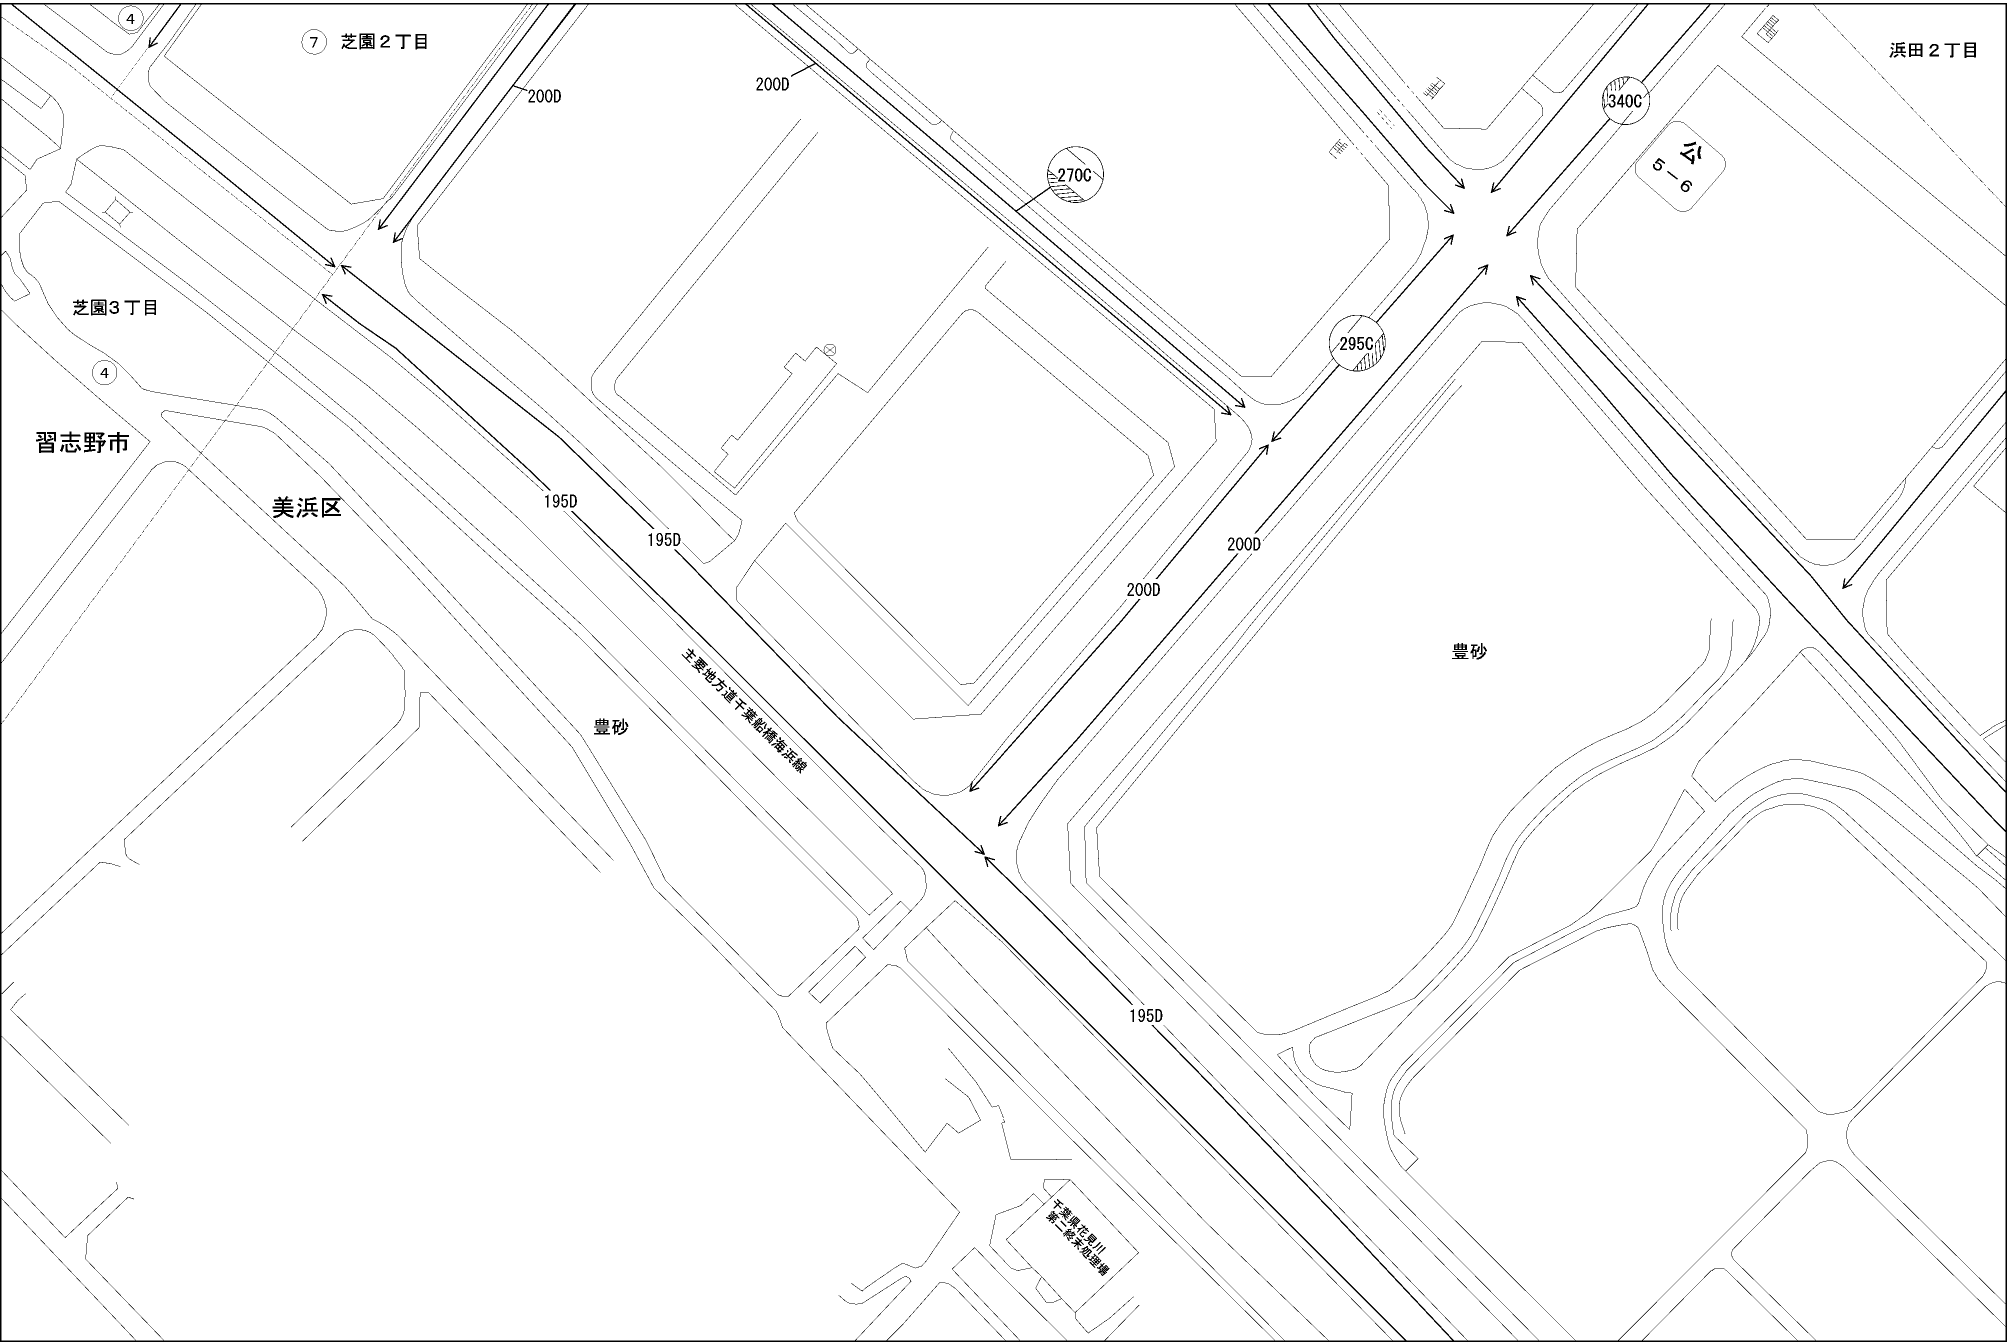 ④
⑦ 芝園２丁目
浜田２丁目
200D
200D
340C
公
５－６
270C
芝園３丁目
④
295C
習志野市
美浜区
195D
195D
200D
200D
豊砂
豊砂
主要地方道千葉船橋海浜線
195D
千葉県花見川
第二終末処理場